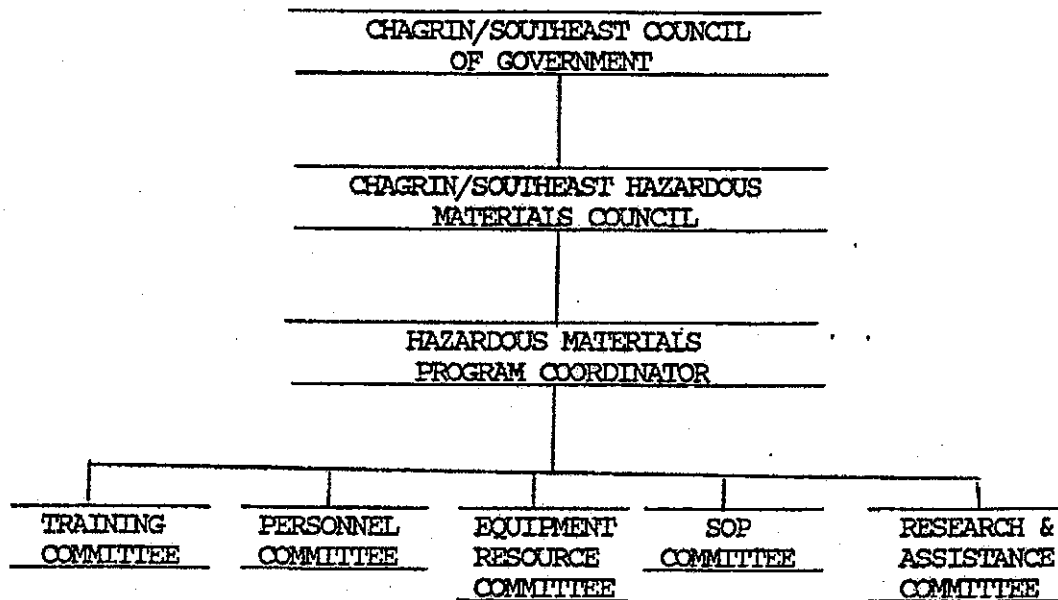 CHAGRIN/SOUTHEAST COUNCIL
OF GOVERNMENT
CHAGRIN/SOUTHEAST HAZARDOUS
MATERIALS COUNCIL
HAZARDOUS MATERIALS
PROGRAM COORDINATOR
TRAINING
COMMITTEE
PERSONNEL
COMMITTEE
EQUIPMENT
RESOURCE
COMMITTEE
SOP
COMMITTEE
RESEARCH &
ASSISTANCE
COMMITTEE